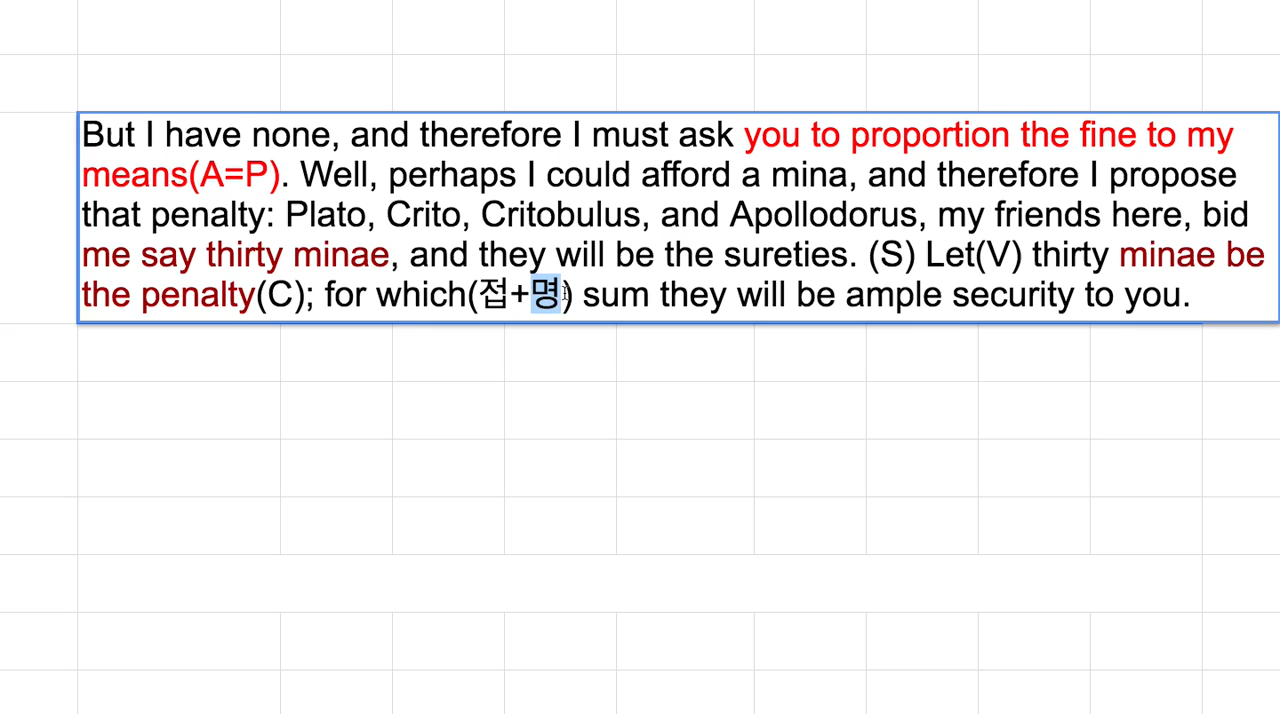 But I have none, and therefore I must ask you to proportion the fine to my
means(A=P). Well, perhaps I could afford a mina, and therefore I propose
that penalty: Plato, Crito, Critobulus, and Apollodorus, my friends here, bid
me say thirty minae, and they will be the sureties. (S) Let(V) thirty minae be
the penalty(C); for which(접+명) sum they will be ample security to you.